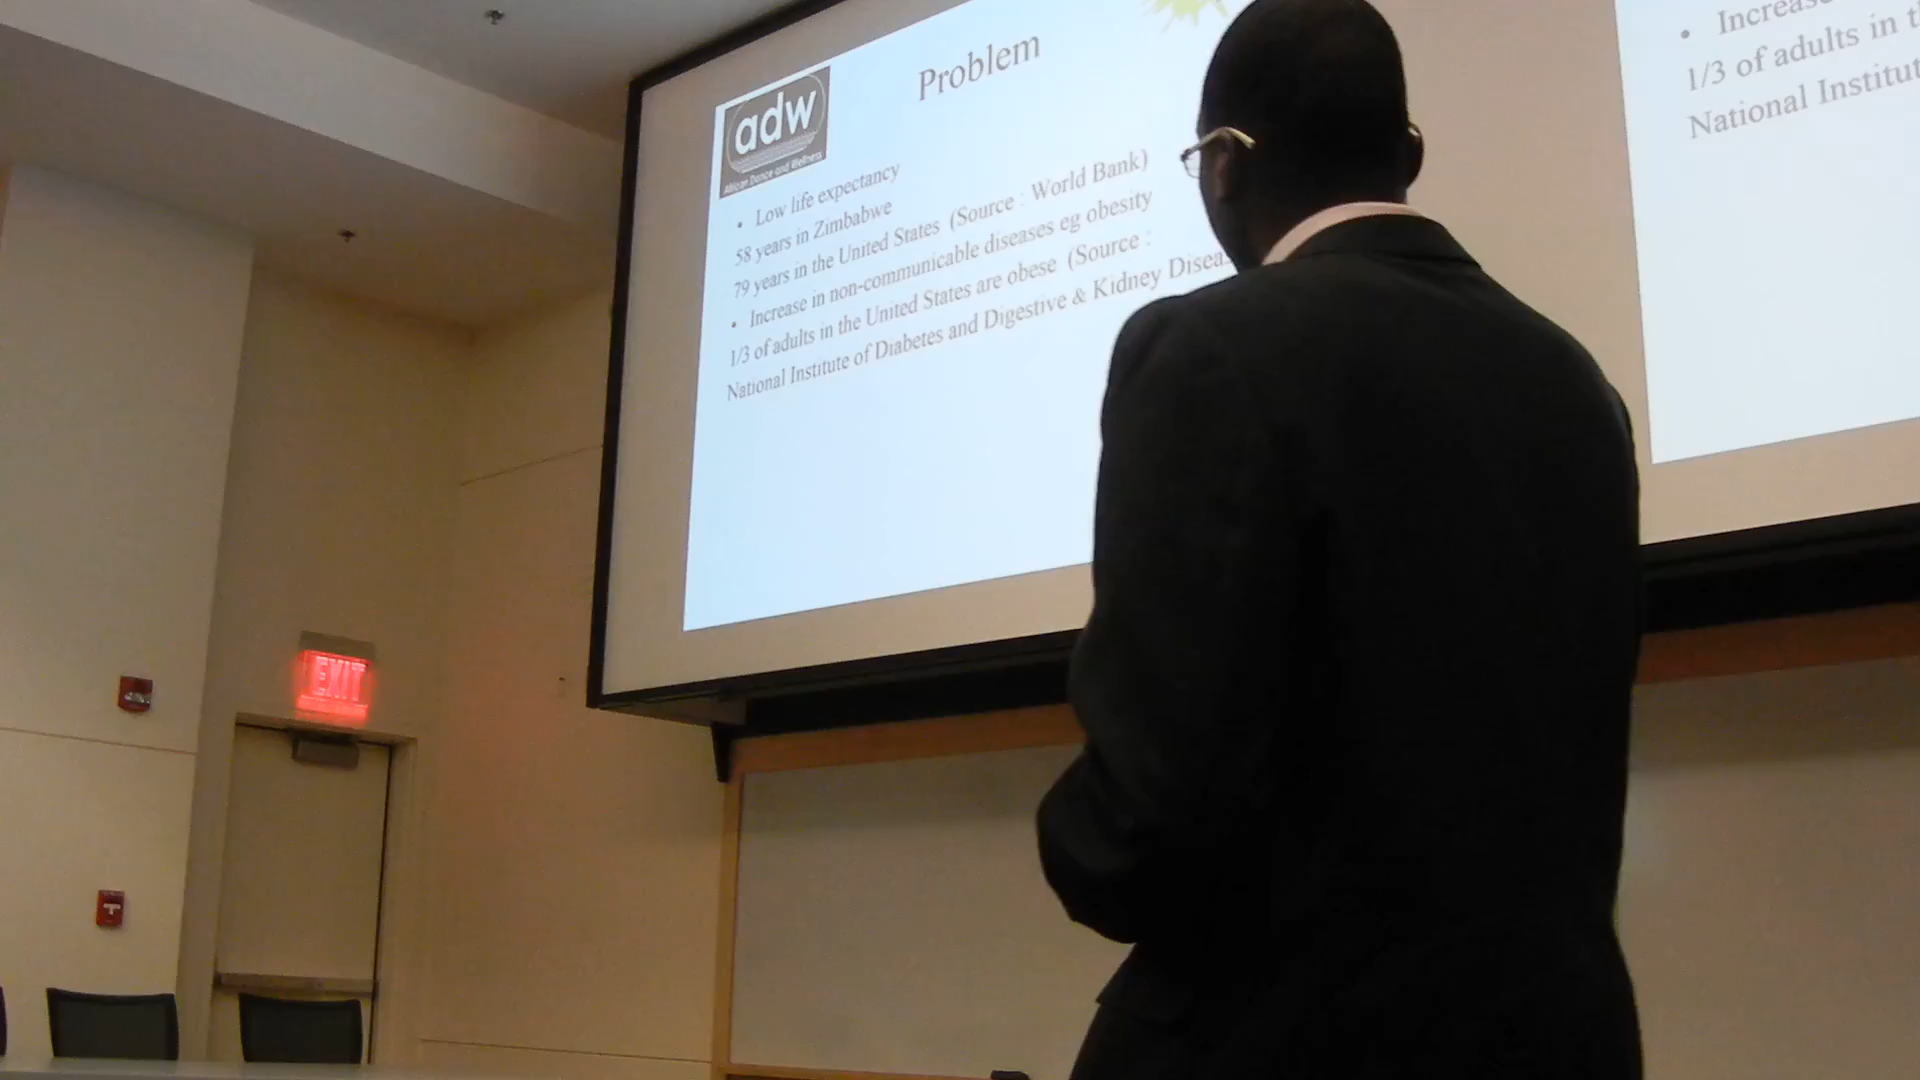 Problem
adw
African Dance and Wellness
• Low life expectancy
58 years in Zimbabwe
79 years in the United States (Source : World Bank)
• Increase in non-communicable diseases eg obesity
1/3 of adults in the United States are obese (Source :
National Institute of Diabetes and Digestive & Kidney Diseas
• Increas
1/3 of adults in t
National Institut
EXIT